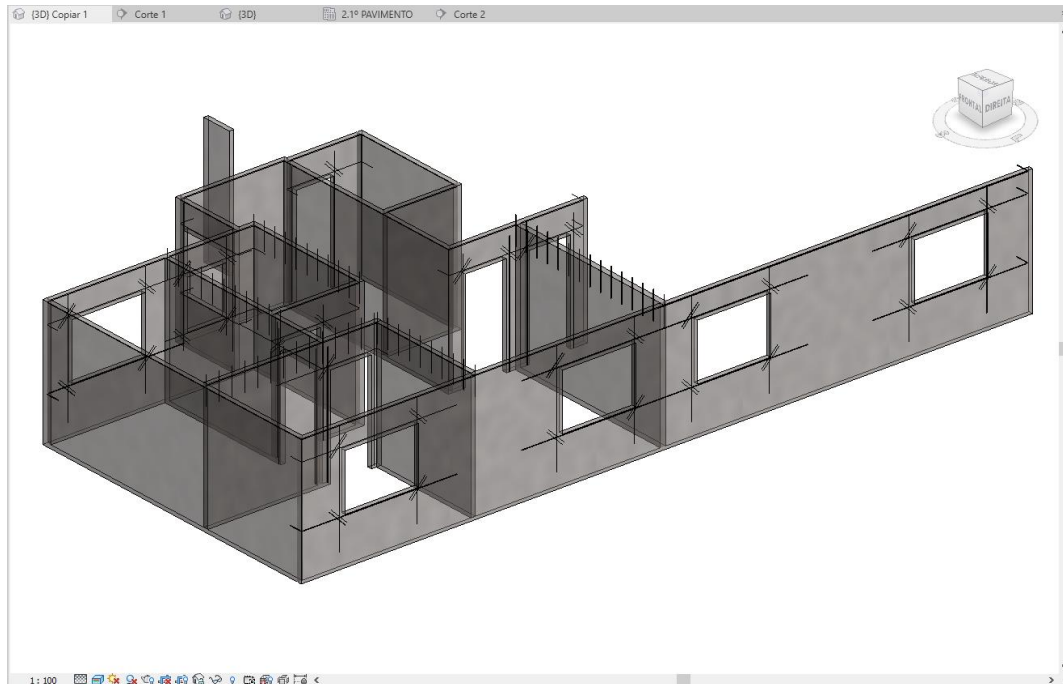 {3D} Copiar 1 Corte 1 {3D} 2.1º PAVIMENTO Corte 2
FRONTAL DIREITA
1 : 100